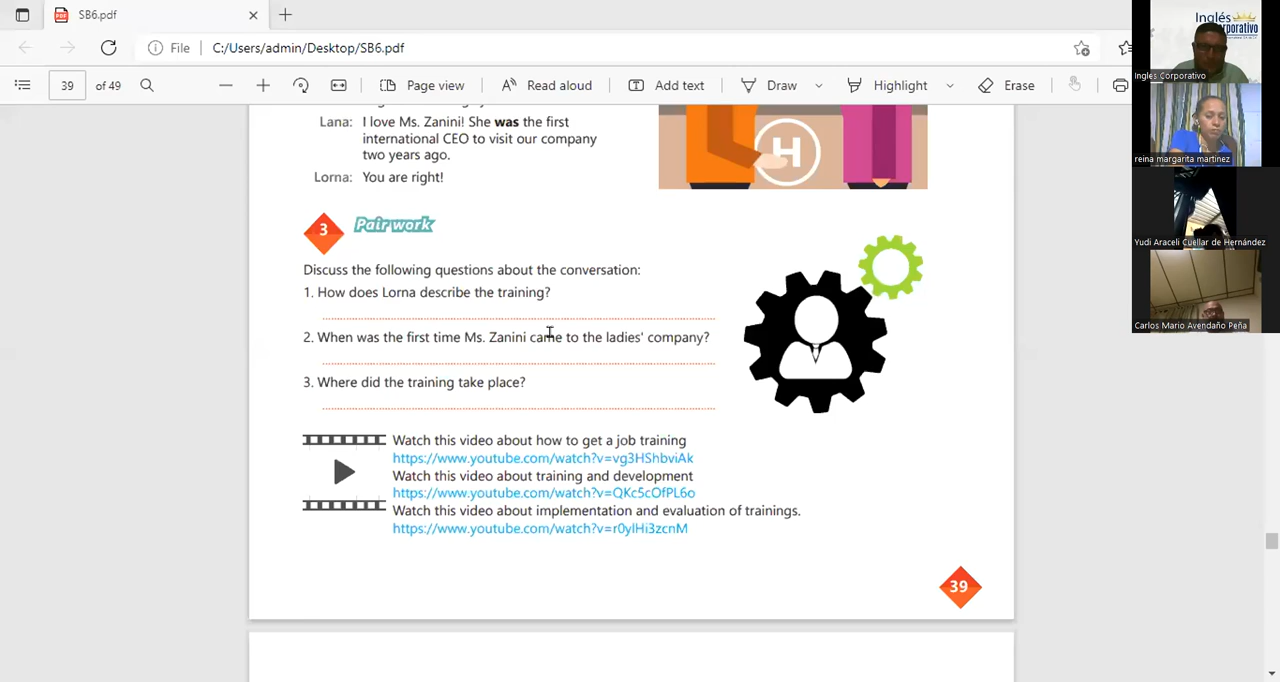 SB6.pdf
File
C:/Users/admin/Desktop/SB6.pdf
39 of 49
Page view
Read aloud
Add text
Draw
Highlight
Erase
Lana: I love Ms. Zanini! She was the first
international CEO to visit our company
two years ago.
Lorna: You are right!
H
3 Pair work
Discuss the following questions about the conversation:
1. How does Lorna describe the training?
2. When was the first time Ms. Zanini came to the ladies' company?
3. Where did the training take place?
Watch this video about how to get a job training
https://www.youtube.com/watch?v=vg3HShbviAk
Watch this video about training and development
https://www.youtube.com/watch?v=QKc5cOfPL6o
Watch this video about implementation and evaluation of trainings.
https://www.youtube.com/watch?v=r0ylHi3zcnM
39
Inglés
Ingles Corporativo
reina margarita martinez
Yudi Araceli Cuellar de Hernández
Carlos Mario Avendaño Peña